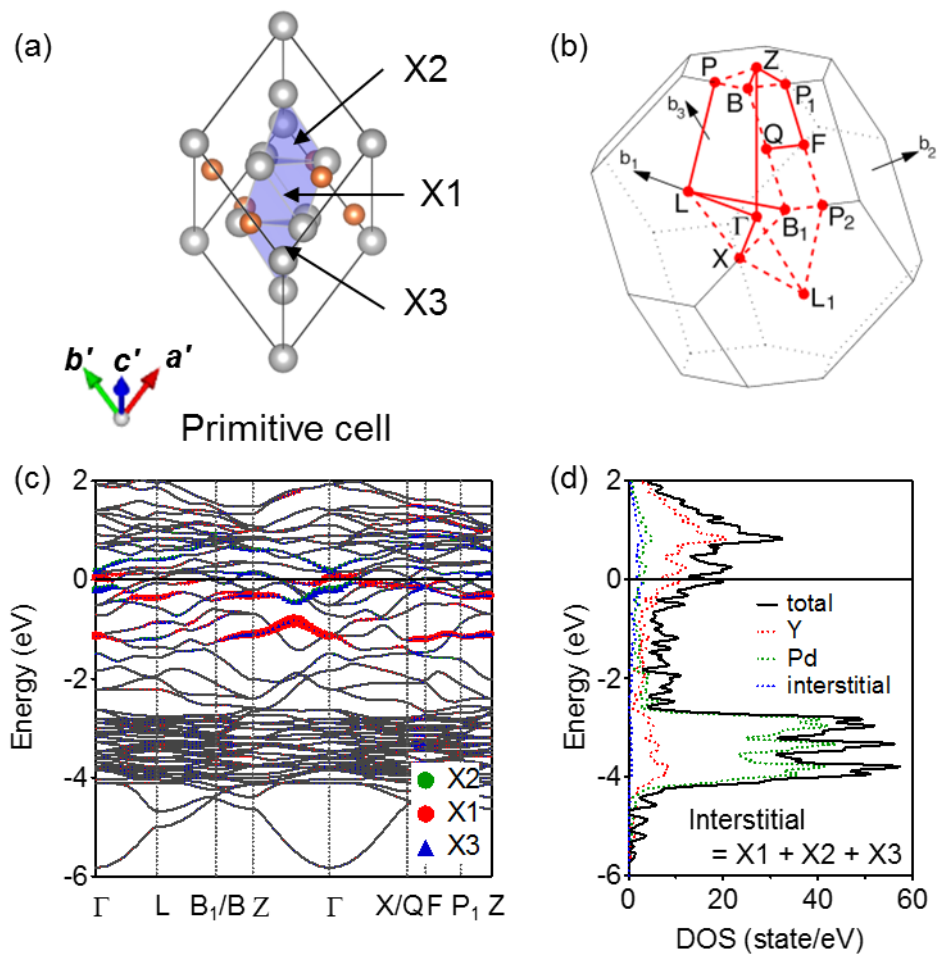 (a)
X2
X1
X3
b' c' a'
Primitive cell
(b)
Z
P
B
P1
b3
Q
F
b1
b2
L
Γ
B1
P2
X
L1
(c)
2
0
-2
-4
-6
Energy (eV)
X2
X1
X3
Γ L B1/B Z Γ X/Q F P1 Z
(d)
2
0
-2
-4
-6
Energy (eV)
total
Y
Pd
interstitial
Interstitial
= X1 + X2 + X3
0 20 40 60
DOS (state/eV)